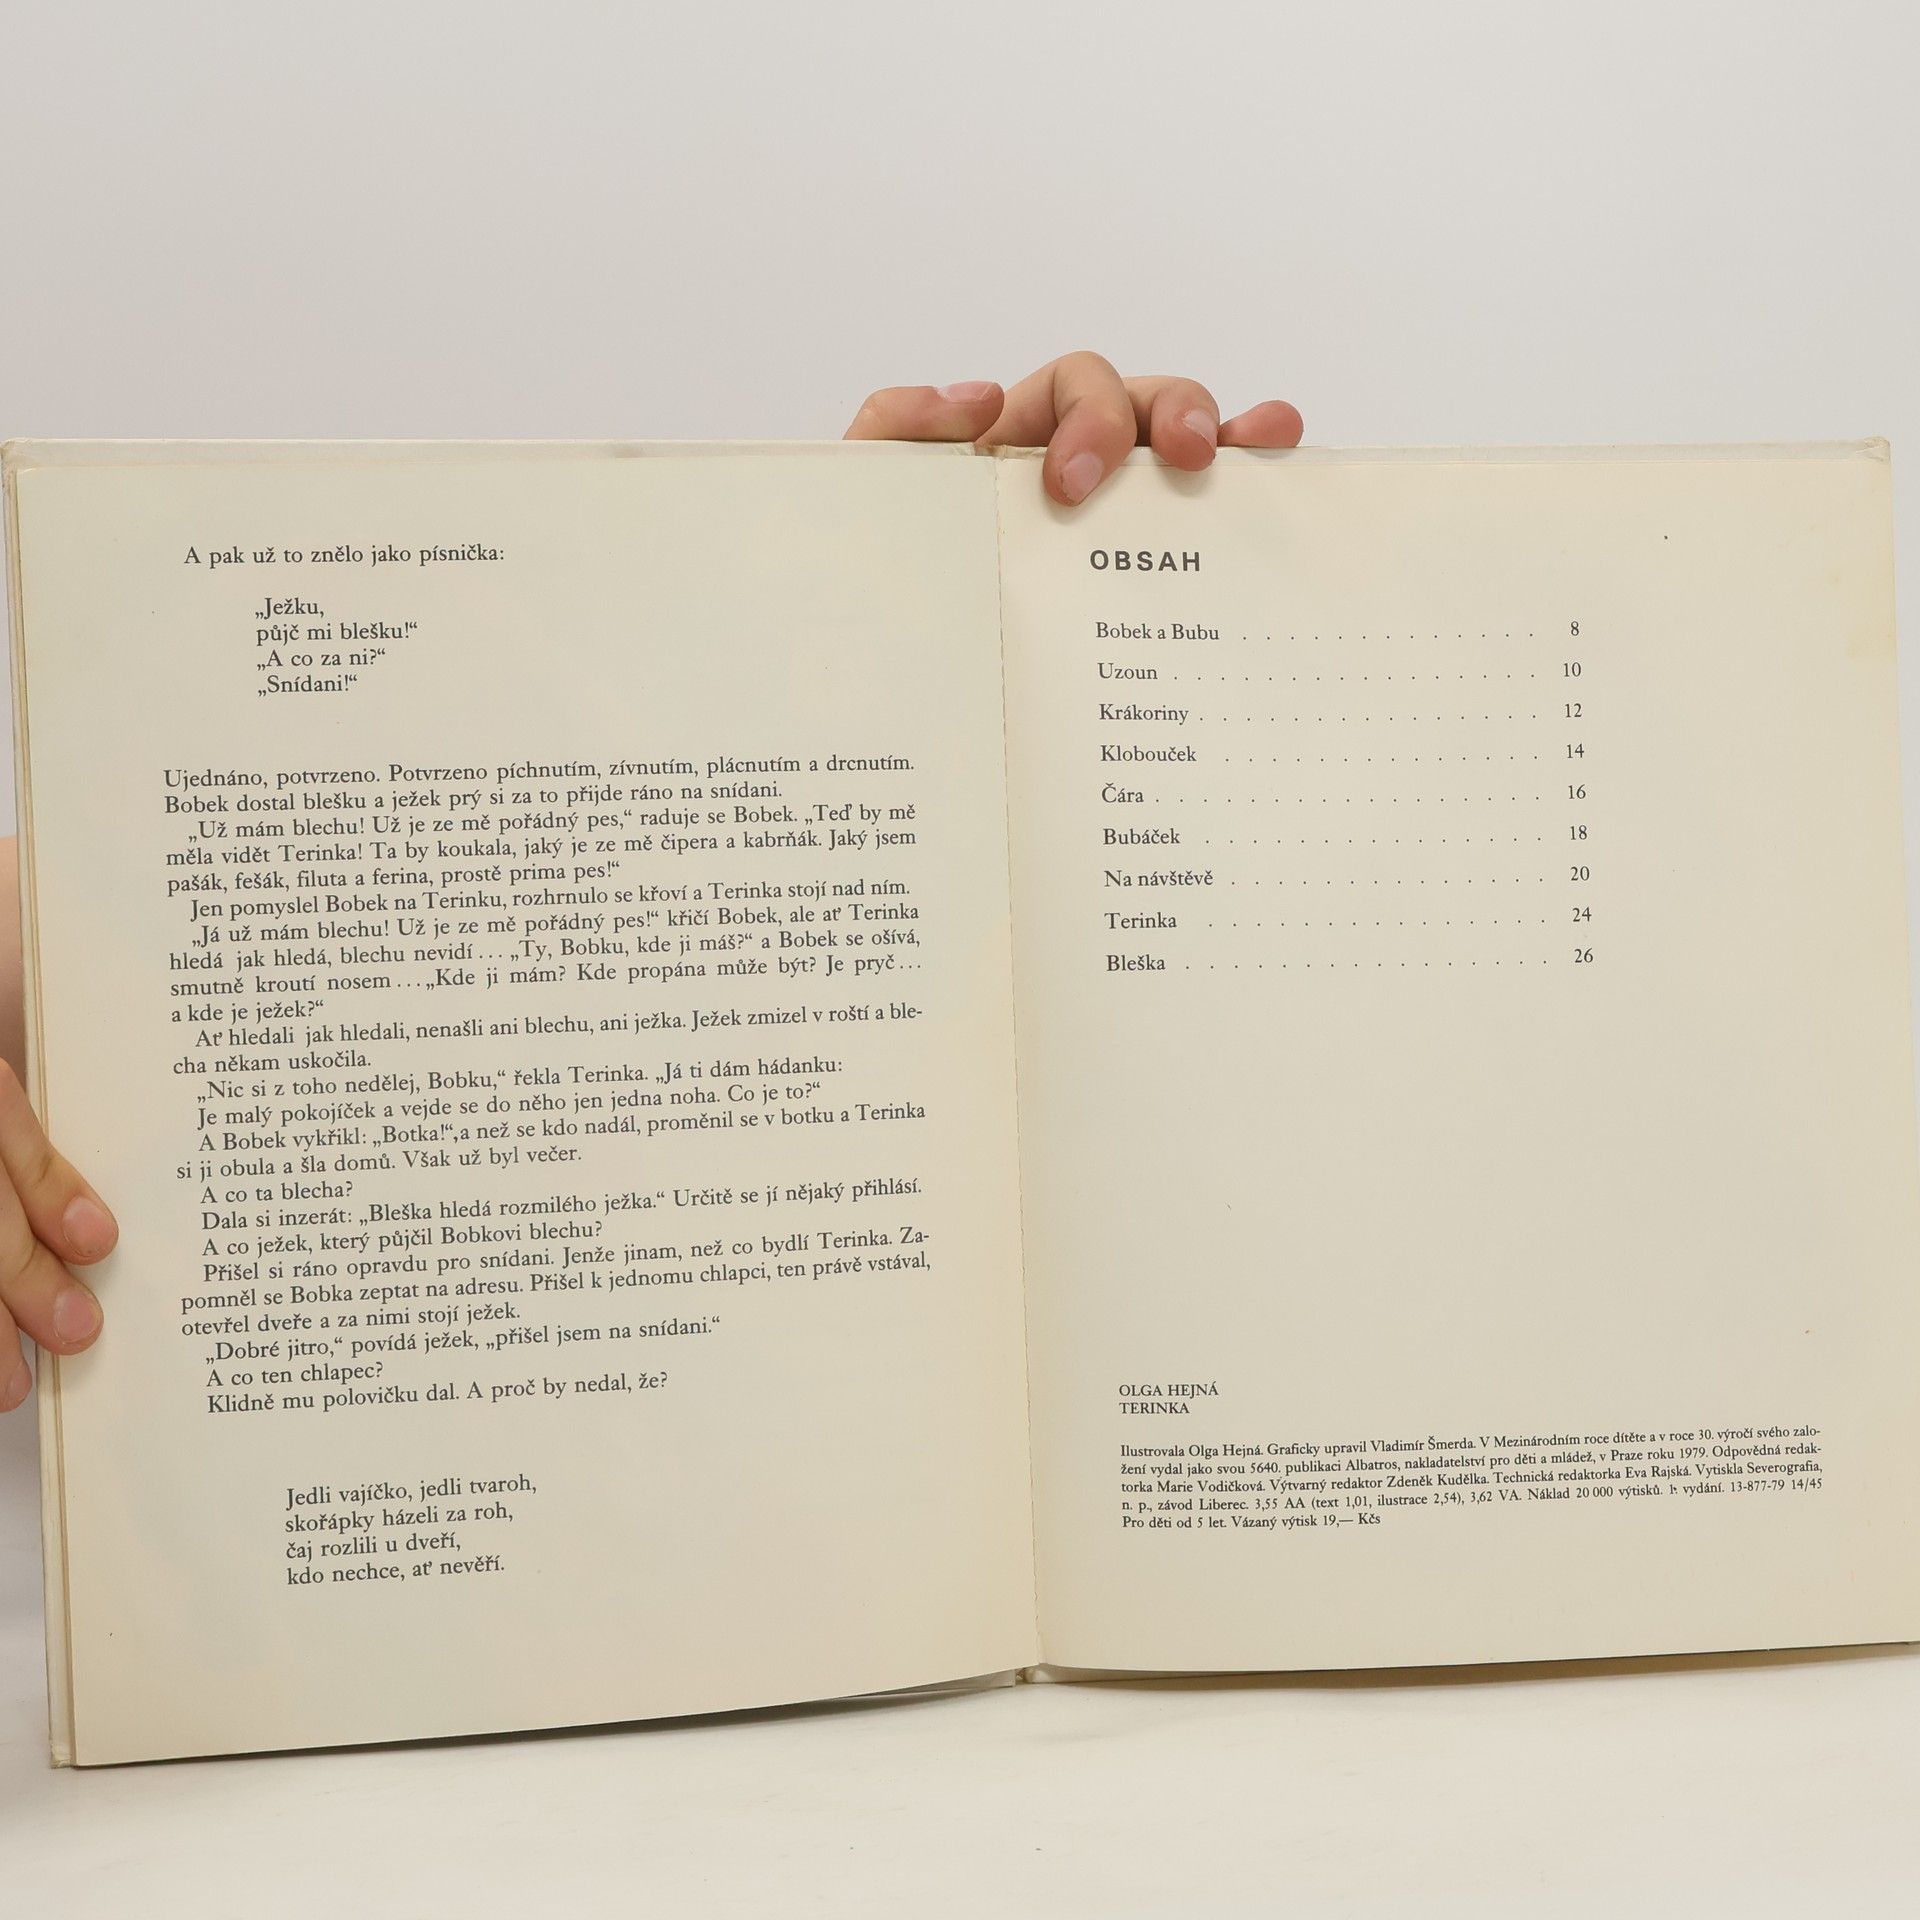 A pak už to znělo jako písnička:
„Ježku,
půjč mi blešku!“
„A co za ni?“
„Snídani!“
Ujednáno, potvrzeno. Potvrzeno píchnutím, zívnutím, plácnutím a drcnutím.
Bobek dostal blešku a ježek prý si za to přijde ráno na snídani.
„Už mám blechu! Už je ze mě pořádný pes,“ raduje se Bobek. „Teď by mě
měla vidět Terinka! Ta by koukala, jaký je ze mě čipera a kabrňák. Jaký jsem
pašák, fešák, filuta a ferina, prostě prima pes!“
Jen pomyslel Bobek na Terinku, rozhrnulo se křoví a Terinka stojí nad ním.
„Já už mám blechu! Už je ze mě pořádný pes!“ křičí Bobek, ale ať Terinka
hledá jak hledá, blechu nevidí... „Ty, Bobku, kde ji máš?“ a Bobek se ošívá,
smutně kroutí nosem...„Kde ji mám? Kde propána může být? Je pryč...
a kde je ježek?“
Ať hledali jak hledali, nenašli ani blechu, ani ježka. Ježek zmizel v roští a ble-
cha někam uskočila.
„Nic si z toho nedělej, Bobku,“ řekla Terinka. „Já ti dám hádanku:
Je malý pokojíček a vejde se do něho jen jedna noha. Co je to?“
A Bobek vykřikl: „Botka!“,a než se kdo nadál, proměnil se v botku a Terinka
si ji obula a šla domů. Však už byl večer.
A co ta blecha?
Dala si inzerát: „Bleška hledá rozmilého ježka.“ Určitě se jí nějaký přihlásí.
A co ježek, který půjčil Bobkovi blechu?
Přišel si ráno opravdu pro snídani. Jenže jinam, než co bydlí Terinka. Za-
pomněl se Bobka zeptat na adresu. Přišel k jednomu chlapci, ten právě vstával,
otevřel dveře a za nimi stojí ježek.
„Dobré jitro,“ povídá ježek, „přišel jsem na snídani.“
A co ten chlapec?
Klidně mu polovičku dal. A proč by nedal, že?
Jedli vajíčko, jedli tvaroh,
skořápky házeli za roh,
čaj rozlili u dveří,
kdo nechce, ať nevěří.
OBSAH
Bobek a Bubu . . . . . . . . . . . . . 8
Uzoun . . . . . . . . . . . . . . . . 10
Krákoriny . . . . . . . . . . . . . . . 12
Klobouček . . . . . . . . . . . . . . 14
Čára . . . . . . . . . . . . . . . . . 16
Bubáček . . . . . . . . . . . . . . . 18
Na návštěvě . . . . . . . . . . . . . . 20
Terinka . . . . . . . . . . . . . . . 24
Bleška . . . . . . . . . . . . . . . . 26
OLGA HEJNÁ
TERINKA
Ilustrovala Olga Hejná. Graficky upravil Vladimír Šmerda. V Mezinárodním roce dítěte a v roce 30. výročí svého zalo-
žení vydal jako svou 5640. publikaci Albatros, nakladatelství pro děti a mládež, v Praze roku 1979. Odpovědná redak-
torka Marie Vodičková. Výtvarný redaktor Zdeněk Kudělka. Technická redaktorka Eva Rajská. Vytiskla Severografia,
n. p., závod Liberec. 3,55 AA (text 1,01, ilustrace 2,54), 3,62 VA. Náklad 20 000 výtisků. 1. vydání. 13-877-79 14/45
Pro děti od 5 let. Vázaný výtisk 19,— Kčs